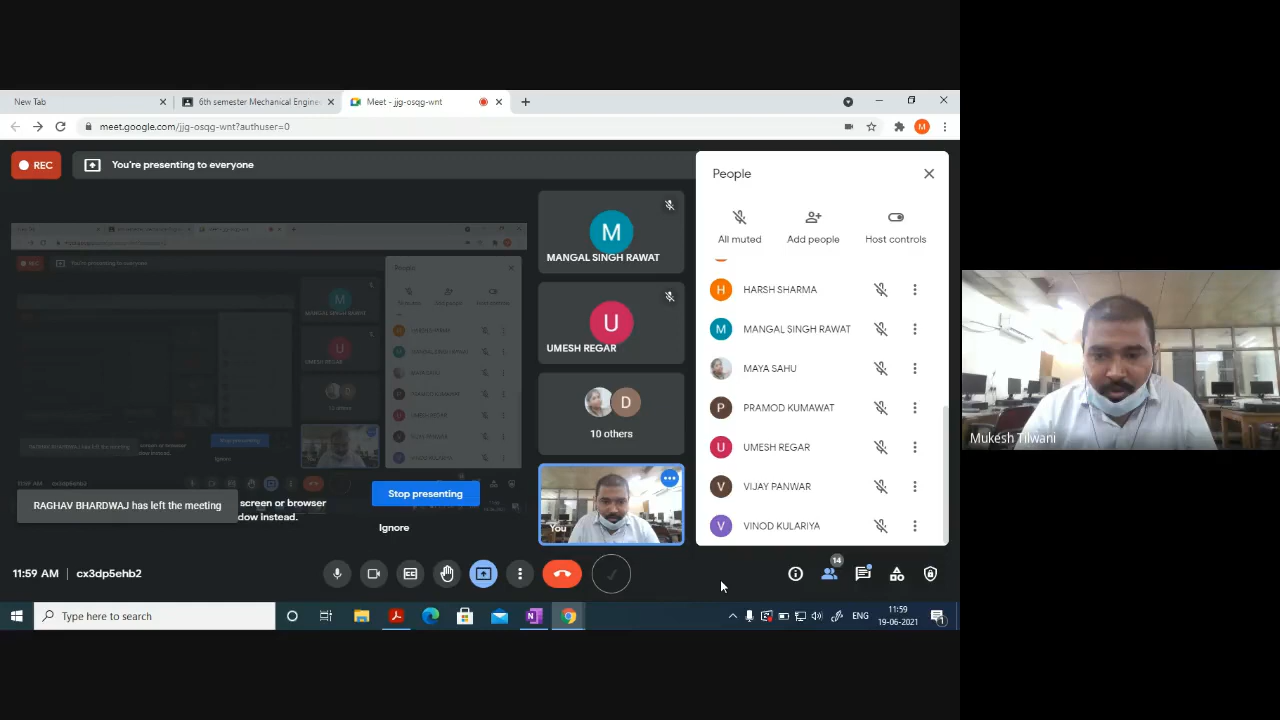 New Tab
6th semester Mechanical Engine
Meet - jjg-osqg-wnt
meet.google.com/jjg-osqg-wnt?authuser=0
M
REC
You're presenting to everyone
People
All muted
Add people
Host controls
M
MANGAL SINGH RAWAT
U
UMESH REGAR
D
10 others
You
H HARSH SHARMA
M MANGAL SINGH RAWAT
MAYA SAHU
P PRAMOD KUMAWAT
U UMESH REGAR
V VIJAY PANWAR
V VINOD KULARIYA
Mukesh Tilwani
RAGHAV BHARDWAJ has left the meeting
screen or browser
dow instead.
Stop presenting
Ignore
11:59 AM | cx3dp5ehb2
14
Type here to search
ENG
11:59
19-06-2021
1